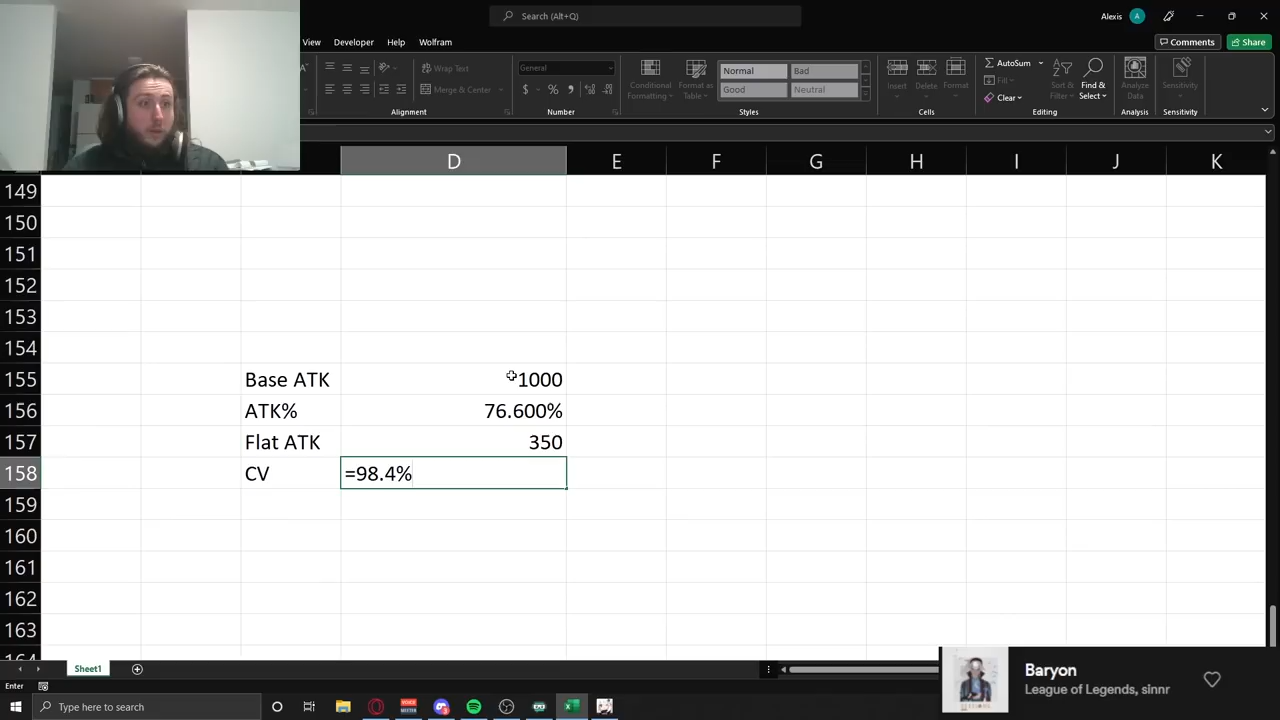 Search (Alt+Q)
Alexis
A
View Developer Help Wolfram
Comments
Share
Wrap Text
Merge & Center
Alignment
General
$ %
Number
Conditional Formatting
Format as Table
Normal Bad
Good Neutral
Styles
Insert Delete Format
Cells
AutoSum
Fill
Clear
Sort & Filter
Find & Select
Editing
Analyze Data
Analysis
Sensitivity
Sensitivity
D E F G H I J K
149
150
151
152
153
154
155 Base ATK 1000
156 ATK% 76.600%
157 Flat ATK 350
158 CV =98.4%
159
160
161
162
163
164
Sheet1
Baryon
League of Legends, sinnr
Enter
Type here to search